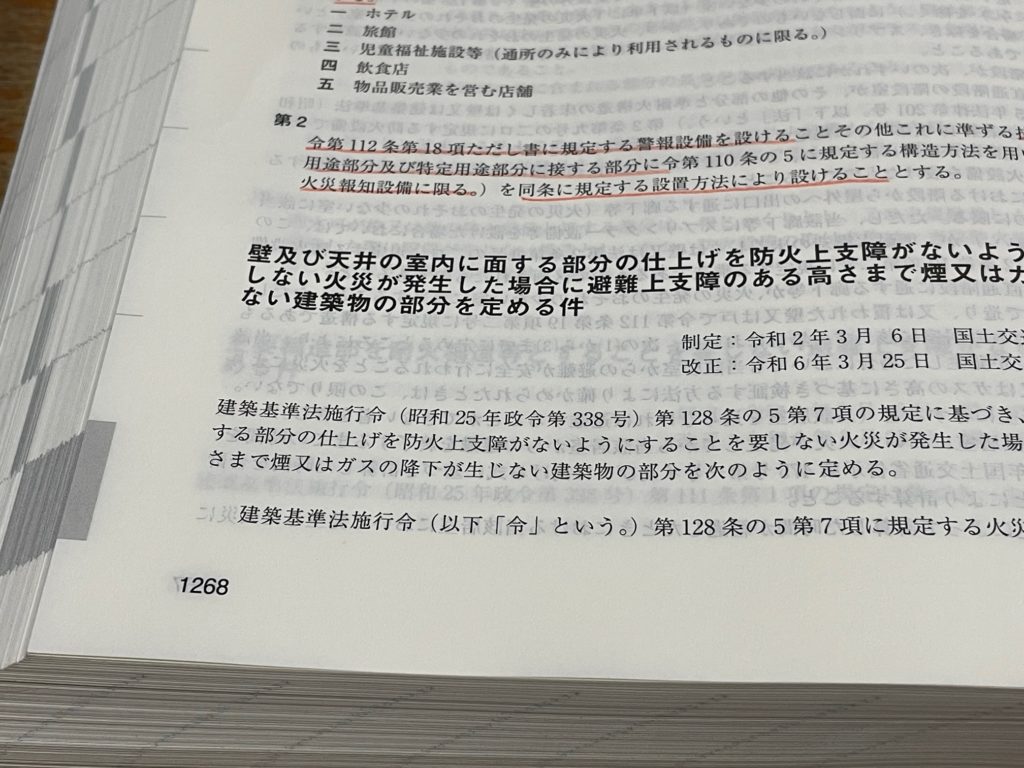 一 ホテル
二 旅館
三 児童福祉施設等（通所のみにより利用されるものに限る。）
四 飲食店
五 物品販売業を営む店舗
第2
令第112条第18項ただし書に規定する警報設備を設けることその他これに準ずる
用途部分及び特定用途部分に接する部分に令第110条の5に規定する構造方法を用
火災報知設備に限る。）を同条に規定する設置方法により設けることとする。
壁及び天井の室内に面する部分の仕上げを防火上支障がないよう
しない火災が発生した場合に避難上支障のある高さまで煙又はガ
ない建築物の部分を定める件
制定：令和2年3月 6日 国土交
改正：令和6年3月25日 国土交
建築基準法施行令（昭和25年政令第338号）第128条の5第7項の規定に基づき、
する部分の仕上げを防火上支障がないようにすることを要しない火災が発生した場
さまで煙又はガスの降下が生じない建築物の部分を次のように定める。
建築基準法施行令（以下「令」という。）第128条の5第7項に規定する火災
1268